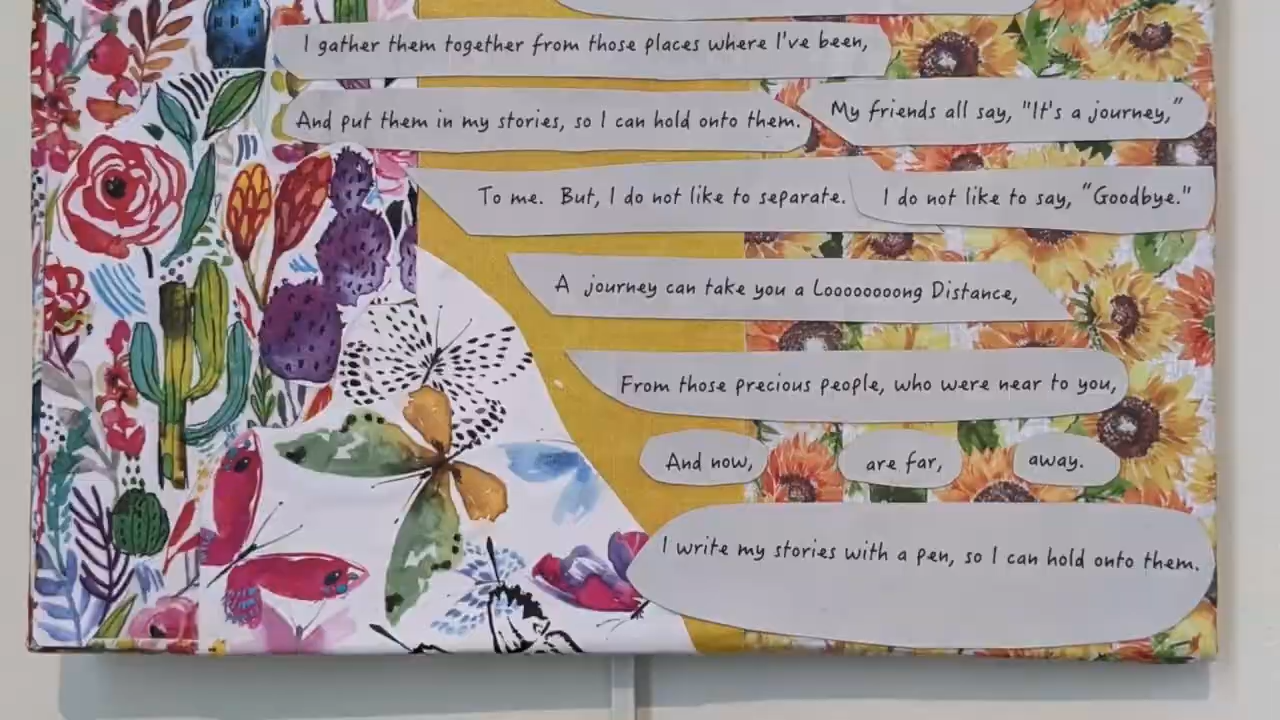 I gather them together from those places where I've been,
And put them in my stories, so I can hold onto them.
My friends all say, "It's a journey,"
To me. But, I do not like to separate.
I do not like to say, "Goodbye."
A journey can take you a Looooooong Distance,
From those precious people, who were near to you,
And now, are far, away.
I write my stories with a pen, so I can hold onto them.